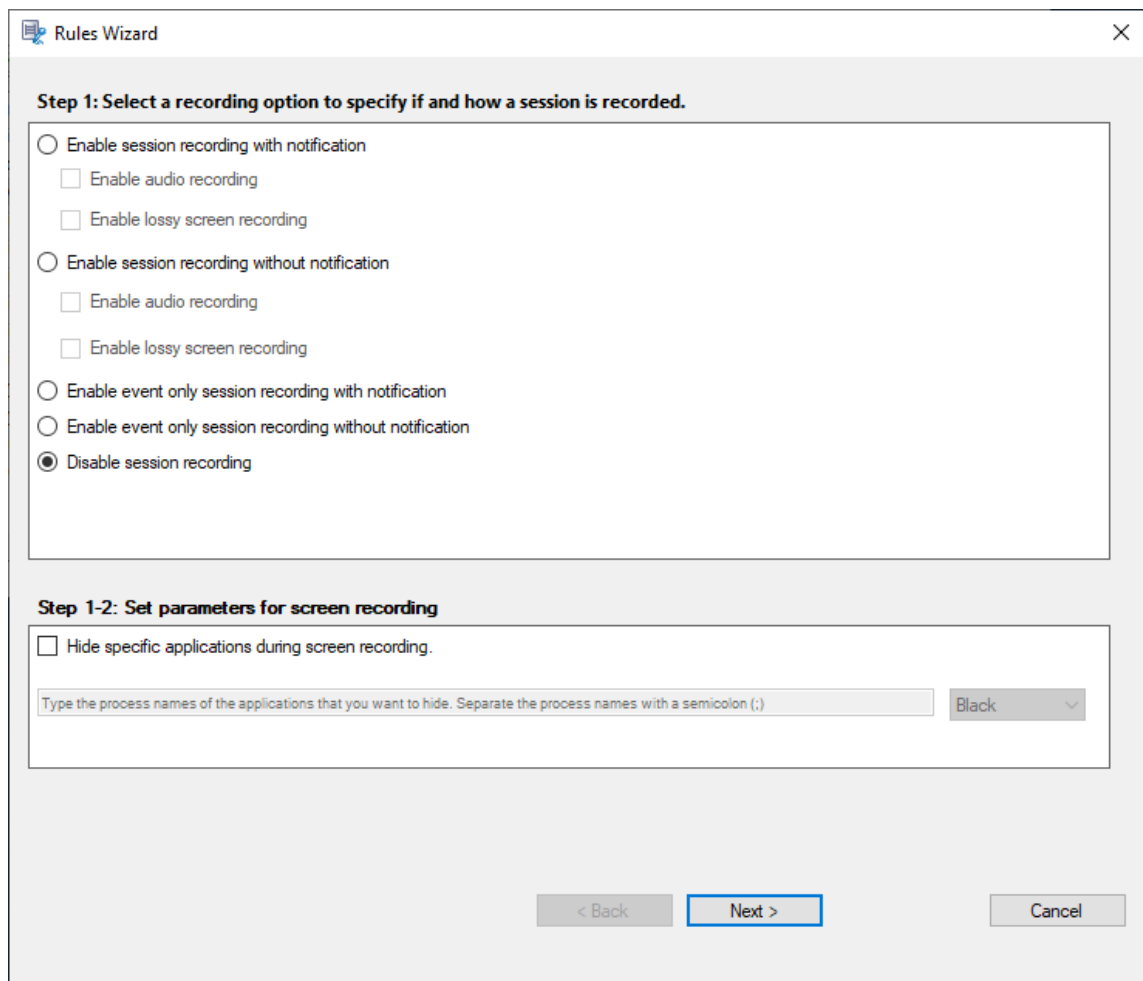 Rules Wizard
Step 1: Select a recording option to specify if and how a session is recorded.
Enable session recording with notification
Enable audio recording
Enable lossy screen recording
Enable session recording without notification
Enable audio recording
Enable lossy screen recording
Enable event only session recording with notification
Enable event only session recording without notification
Disable session recording
Step 1-2: Set parameters for screen recording
Hide specific applications during screen recording.
Type the process names of the applications that you want to hide. Separate the process names with a semicolon (;)
Black
< Back
Next >
Cancel